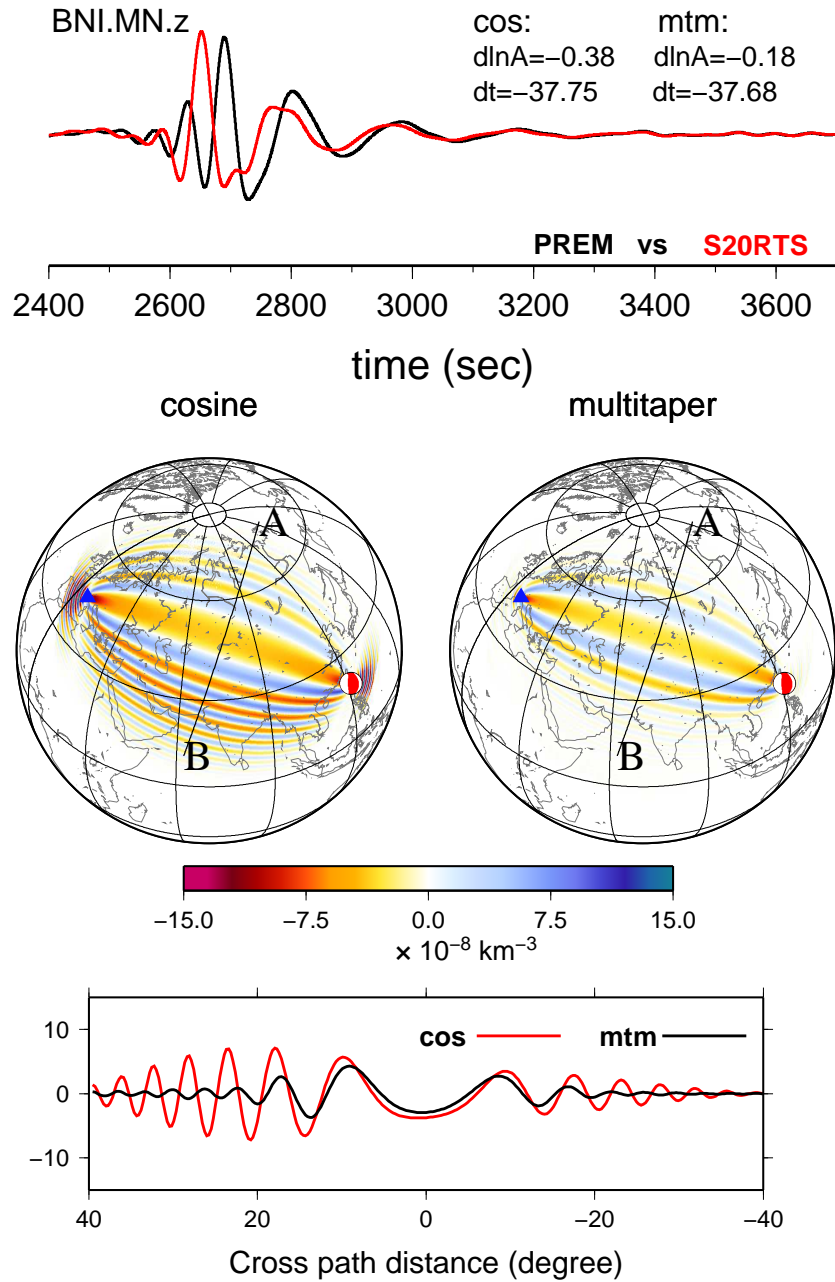 BNI.MN.z
cos: mtm:
dlnA=−0.38 dlnA=−0.18
dt=−37.75 dt=−37.68
PREM vs S20RTS
2400 2600 2800 3000 3200 3400 3600
time (sec)
cosine multitaper
A A
B B
−15.0 −7.5 0.0 7.5 15.0
× 10−8 km−3
cos mtm
10
0
−10
40 20 0 −20 −40
Cross path distance (degree)